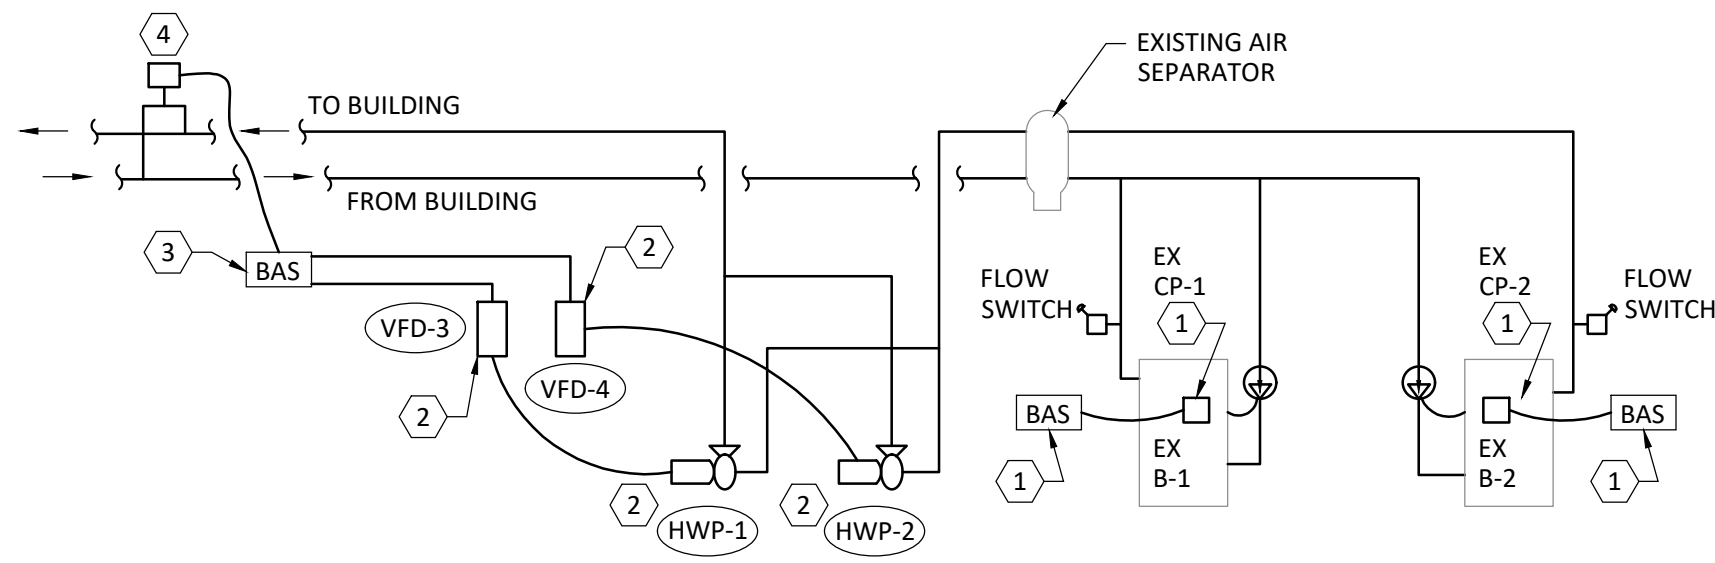 4
EXISTING AIR
SEPARATOR
TO BUILDING
FROM BUILDING
3
BAS
2
VFD-3
VFD-4
2
EX
CP-1
1
EX
CP-2
1
FLOW
SWITCH
FLOW
SWITCH
BAS
BAS
EX
B-1
EX
B-2
1
1
2
HWP-1
2
HWP-2